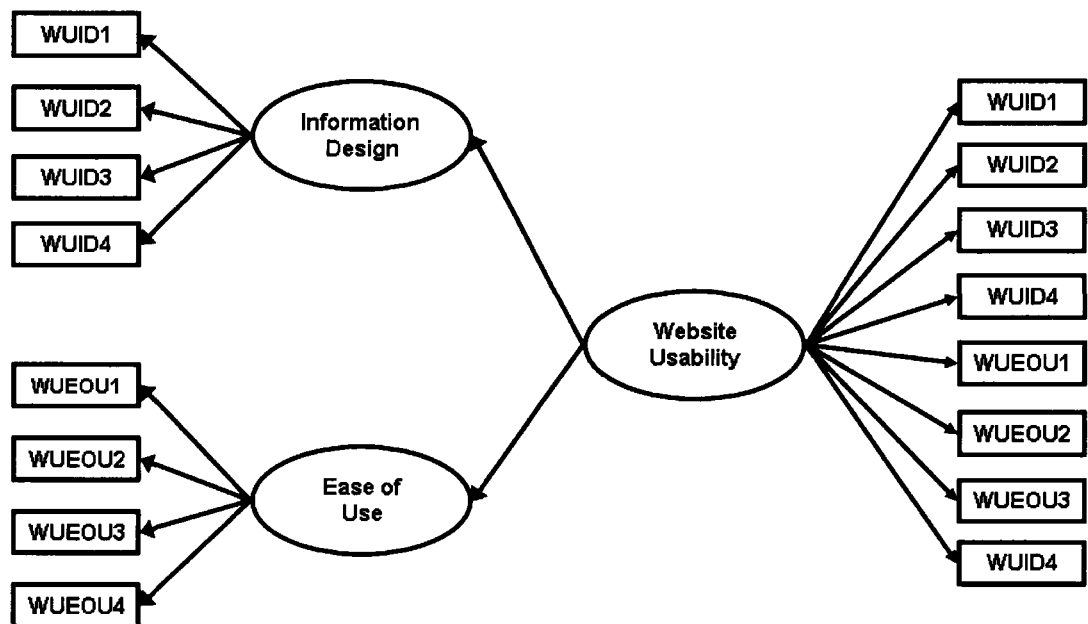 WUID1
WUID2
WUID3
WUID4
Information
Design
WUEOU1
WUEOU2
WUEOU3
WUEOU4
Ease of
Use
Website
Usability
WUID1
WUID2
WUID3
WUID4
WUEOU1
WUEOU2
WUEOU3
WUID4